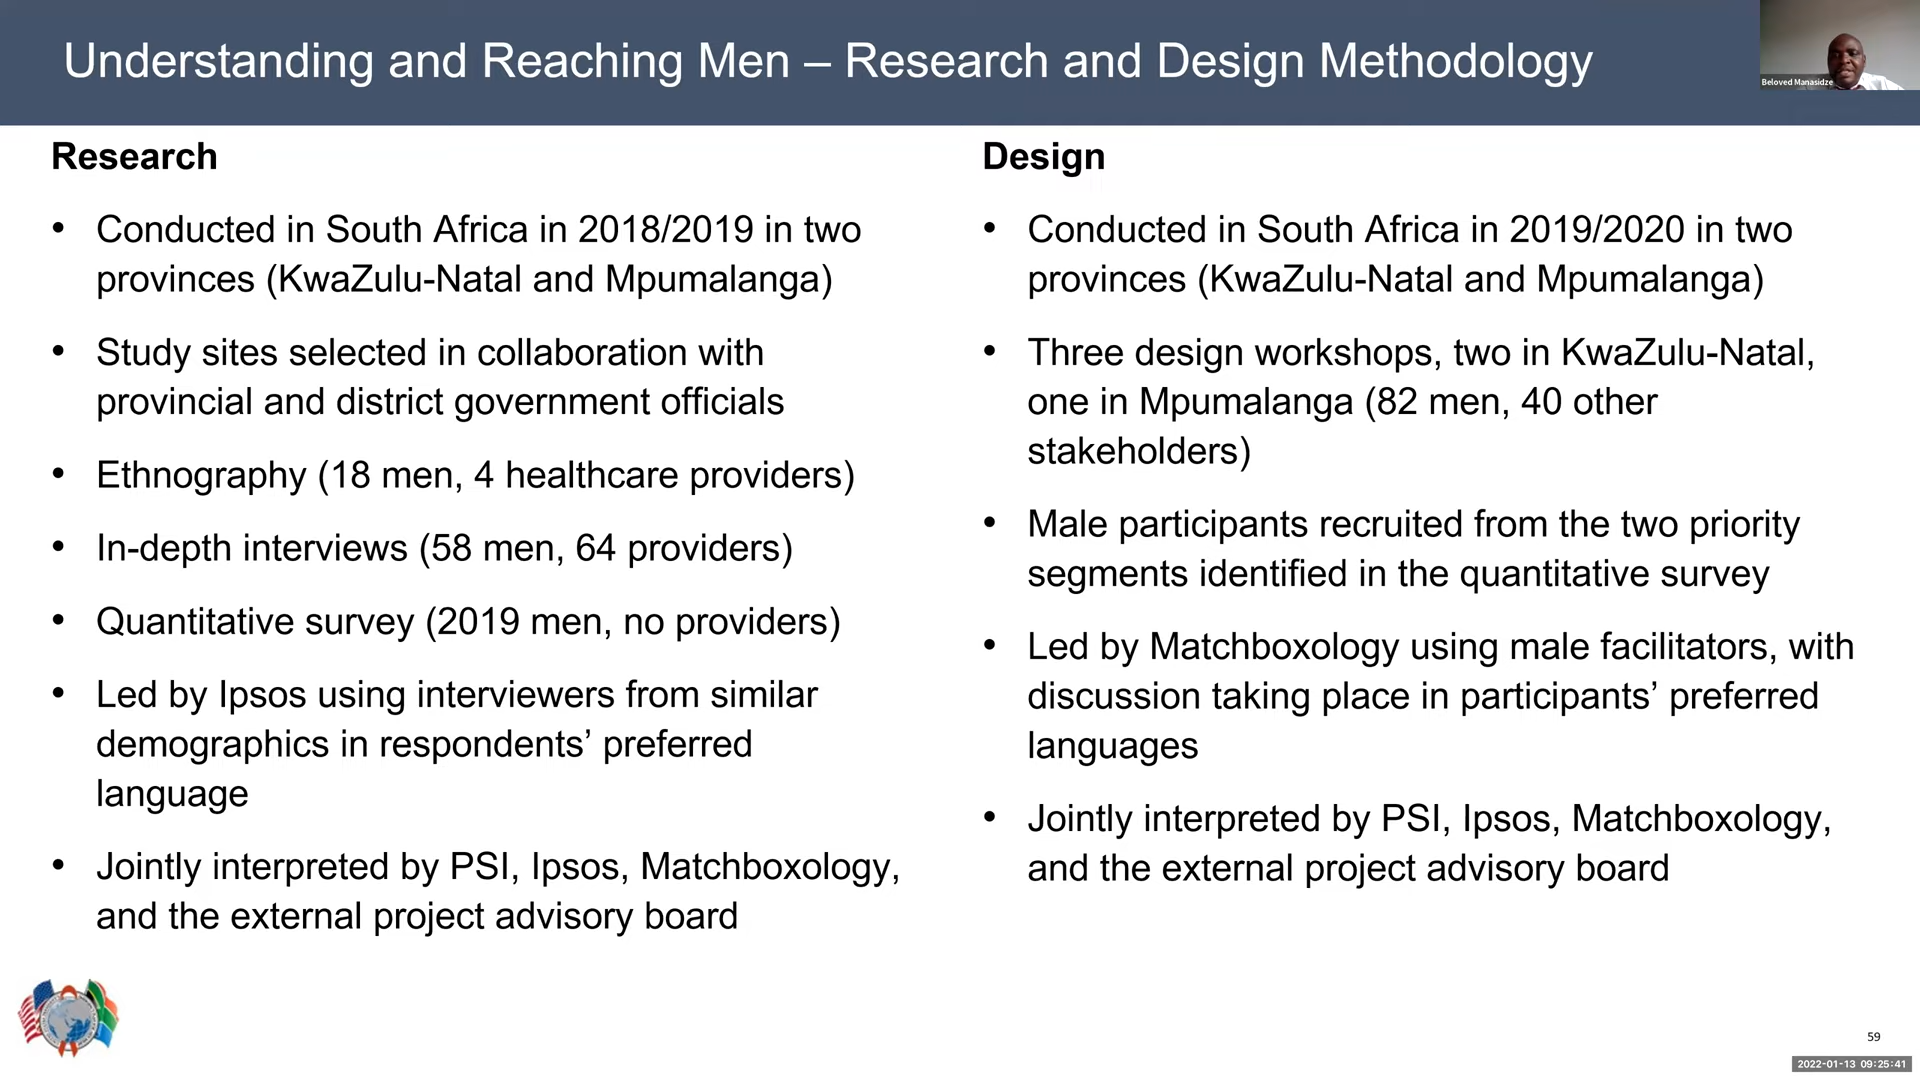 Understanding and Reaching Men – Research and Design Methodology
Beloved Manasidze
Research
• Conducted in South Africa in 2018/2019 in two
provinces (KwaZulu-Natal and Mpumalanga)
• Study sites selected in collaboration with
provincial and district government officials
• Ethnography (18 men, 4 healthcare providers)
• In-depth interviews (58 men, 64 providers)
• Quantitative survey (2019 men, no providers)
• Led by Ipsos using interviewers from similar
demographics in respondents’ preferred
language
• Jointly interpreted by PSI, Ipsos, Matchboxology,
and the external project advisory board
Design
• Conducted in South Africa in 2019/2020 in two
provinces (KwaZulu-Natal and Mpumalanga)
• Three design workshops, two in KwaZulu-Natal,
one in Mpumalanga (82 men, 40 other
stakeholders)
• Male participants recruited from the two priority
segments identified in the quantitative survey
• Led by Matchboxology using male facilitators, with
discussion taking place in participants’ preferred
languages
• Jointly interpreted by PSI, Ipsos, Matchboxology,
and the external project advisory board
59
2022-01-13 09:25:41